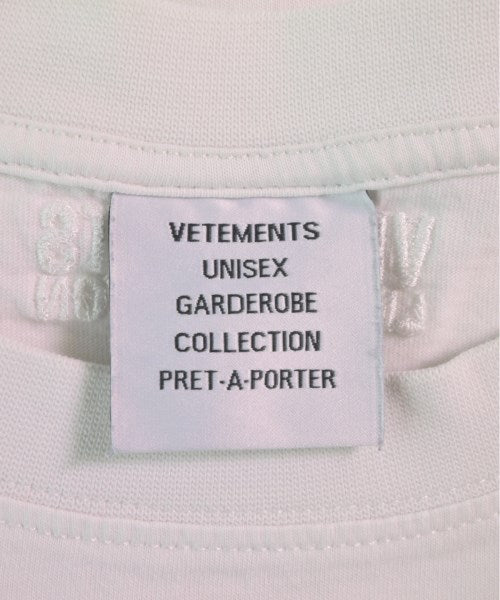 VETEMENTS
UNISEX
GARDEROBE
COLLECTION
PRET-A-PORTER